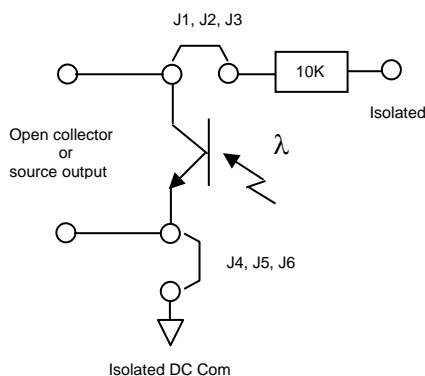 J1, J2, J3
10K
Isolated
Open collector
or
source output
λ
J4, J5, J6
Isolated DC Com